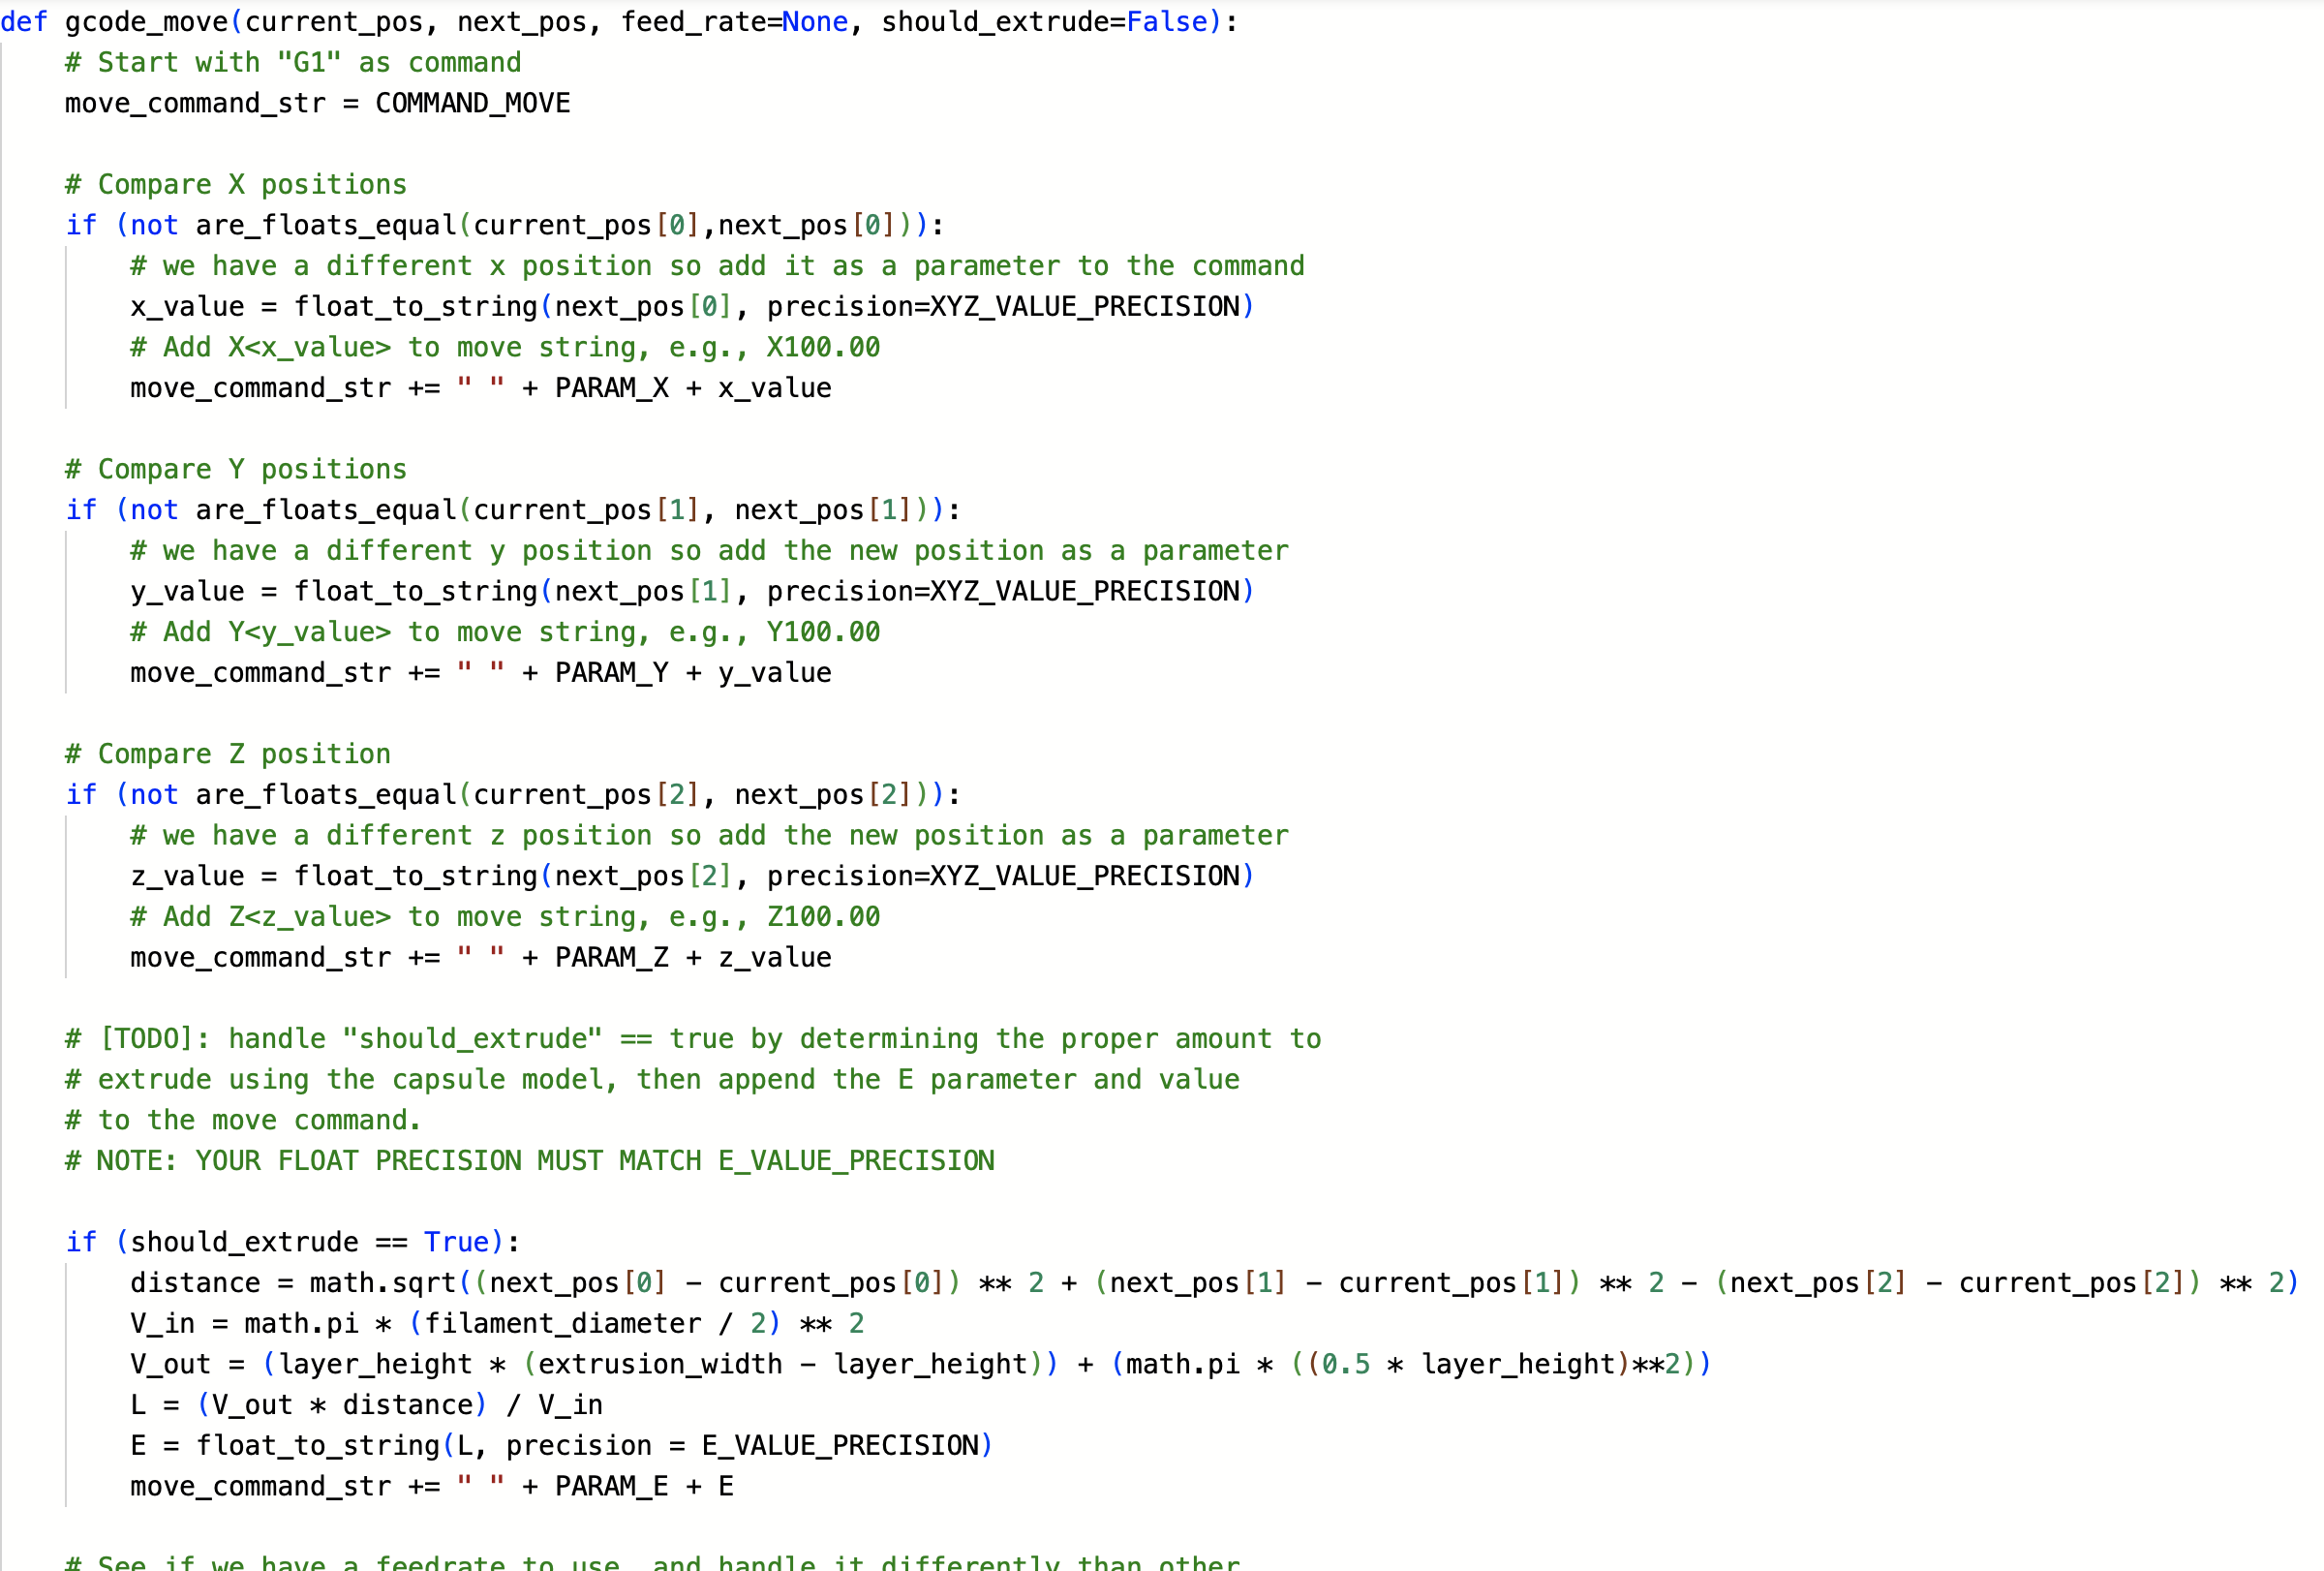 def gcode_move(current_pos, next_pos, feed_rate=None, should_extrude=False):
    # Start with "G1" as command
    move_command_str = COMMAND_MOVE

    # Compare X positions
    if (not are_floats_equal(current_pos[0],next_pos[0])):
        # we have a different x position so add it as a parameter to the command
        x_value = float_to_string(next_pos[0], precision=XYZ_VALUE_PRECISION)
        # Add X<x_value> to move string, e.g., X100.00
        move_command_str += " " + PARAM_X + x_value

    # Compare Y positions
    if (not are_floats_equal(current_pos[1], next_pos[1])):
        # we have a different y position so add the new position as a parameter
        y_value = float_to_string(next_pos[1], precision=XYZ_VALUE_PRECISION)
        # Add Y<y_value> to move string, e.g., Y100.00
        move_command_str += " " + PARAM_Y + y_value

    # Compare Z position
    if (not are_floats_equal(current_pos[2], next_pos[2])):
        # we have a different z position so add the new position as a parameter
        z_value = float_to_string(next_pos[2], precision=XYZ_VALUE_PRECISION)
        # Add Z<z_value> to move string, e.g., Z100.00
        move_command_str += " " + PARAM_Z + z_value

    # [TODO]: handle "should_extrude" == true by determining the proper amount to
    # extrude using the capsule model, then append the E parameter and value
    # to the move command.
    # NOTE: YOUR FLOAT PRECISION MUST MATCH E_VALUE_PRECISION

    if (should_extrude == True):
        distance = math.sqrt((next_pos[0] - current_pos[0]) ** 2 + (next_pos[1] - current_pos[1]) ** 2 - (next_pos[2] - current_pos[2]) ** 2)
        V_in = math.pi * (filament_diameter / 2) ** 2
        V_out = (layer_height * (extrusion_width - layer_height)) + (math.pi * ((0.5 * layer_height)**2))
        L = (V_out * distance) / V_in
        E = float_to_string(L, precision = E_VALUE_PRECISION)
        move_command_str += " " + PARAM_E + E

    # See if we have a feedrate to use, and handle it differently than other